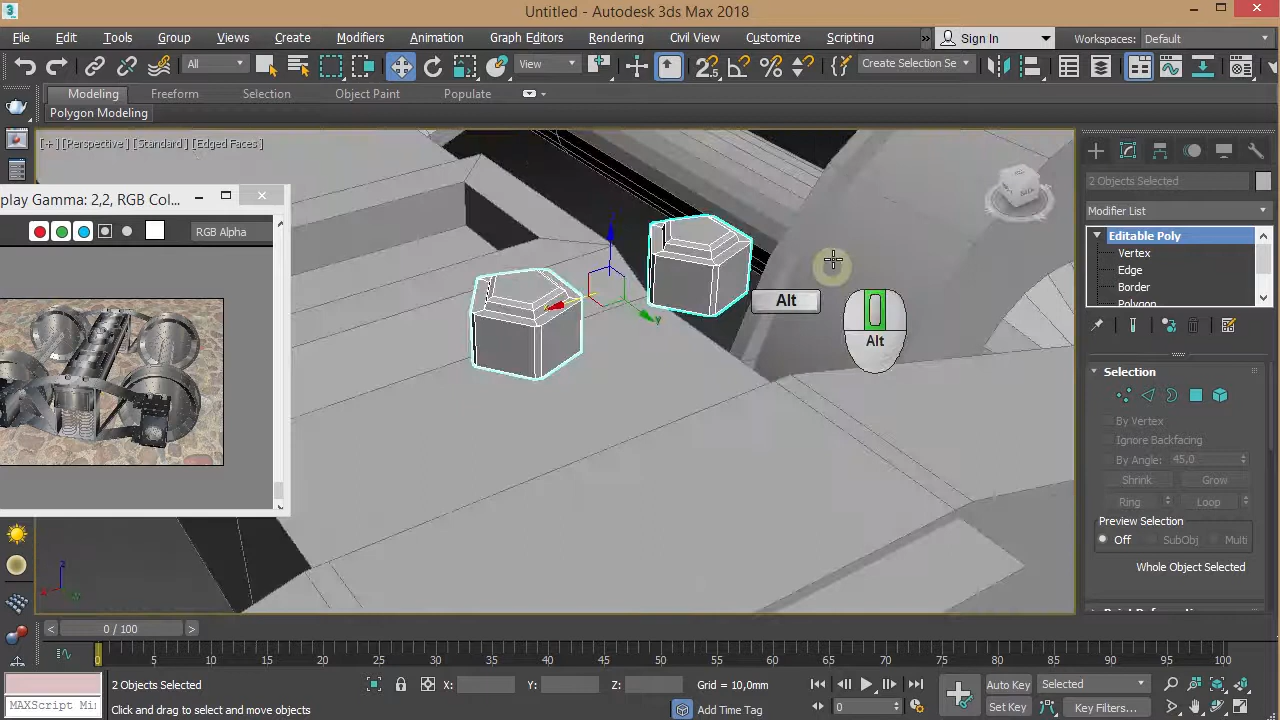 Untitled - Autodesk 3ds Max 2018
File Edit Tools Group Views Create Modifiers Animation Graph Editors Rendering Civil View Customize Scripting » Sign In Workspaces: Default
All View Create Selection Se
Modeling Freeform Selection Object Paint Populate
Polygon Modeling
[ + ] [Perspective ] [Standard ] [Edged Faces ]
play Gamma: 2,2, RGB Col...
RGB Alpha
2 Objects Selected
Modifier List
Editable Poly
Vertex
Edge
Border
Polygon
Alt
Alt
Selection
By Vertex
Ignore Backfacing
By Angle: 45,0
Shrink Grow
Ring Loop
Preview Selection
Off SubObj Multi
Whole Object Selected
0 / 100
0 5 10 15 20 25 30 35 40 45 50 55 60 65 70 75 80 85 90 95 100
2 Objects Selected X: Y: Z: Grid = 10,0mm Auto Key Selected
MAXScript Mi Click and drag to select and move objects Add Time Tag 0 Set Key Key Filters...